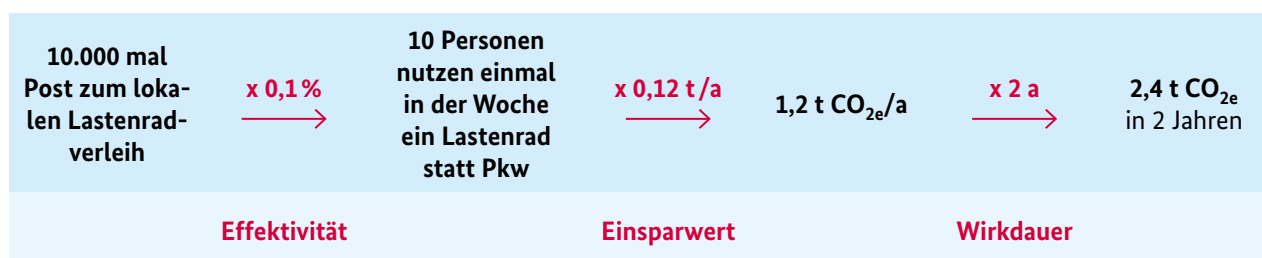 10.000 mal
Post zum loka-
len Lastenrad-
verleih
x 0,1 %
10 Personen
nutzen einmal
in der Woche
ein Lastenrad
statt Pkw
x 0,12 t/a
1,2 t CO2e/a
x 2 a
2,4 t CO2e
in 2 Jahren
Effektivität
Einsparwert
Wirkdauer